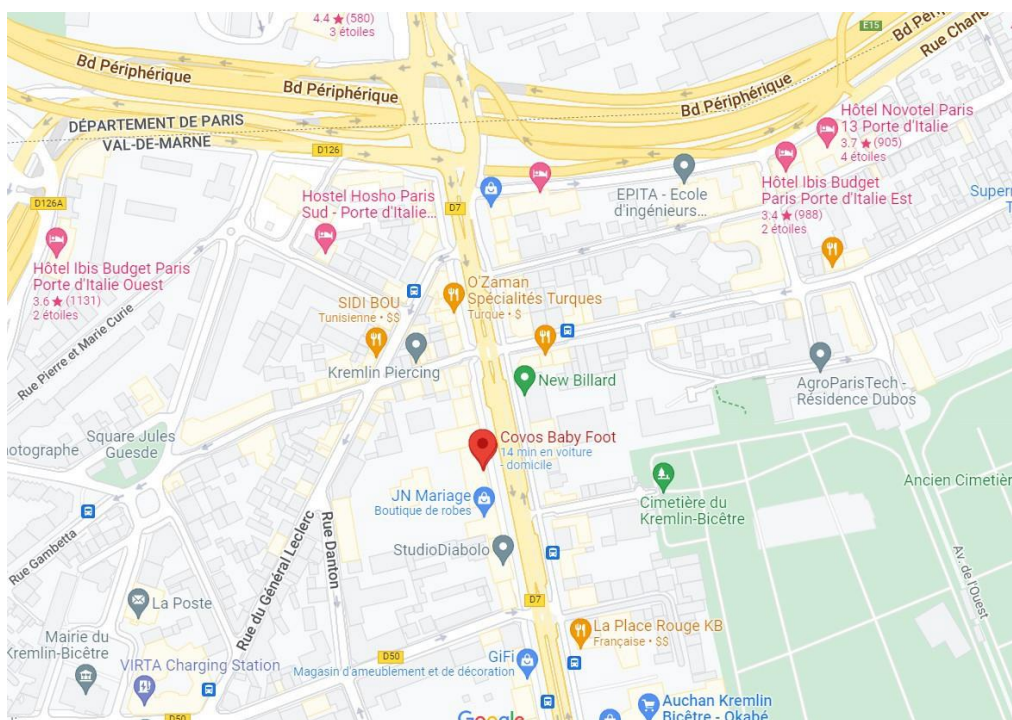 4.4 ★ (580)
3 étoiles
E15
Bd Péri
Rue Charle
Bd Périphérique
Bd Périphérique
Bd Périphérique
DÉPARTEMENT DE PARIS
VAL-DE-MARNE
D126
Hôtel Novotel Paris
13 Porte d'Italie
3.7 ★ (905)
4 étoiles
EPITA - Ecole
d'ingénieurs...
Hôtel Ibis Budget
Paris Porte d'Italie Est
3.4 ★ (988)
2 étoiles
Hostel Hosho Paris
Sud - Porte d'Italie...
D126A
D7
Hôtel Ibis Budget Paris
Porte d'Italie Ouest
3.6 ★ (1131)
2 étoiles
SIDI BOU
Tunisienne • $$
O'Zaman
Spécialités Turques
Turque • $
Rue Pierre et Marie Curie
Kremlin Piercing
New Billard
AgroParisTech -
Résidence Dubos
Square Jules
Guesde
otographe
Covos Baby Foot
14 min en voiture
- domicile
JN Mariage
Boutique de robes
Cimetière du
Kremlin-Bicêtre
Ancien Cimetiè
StudioDiabolo
Rue Gambetta
Rue du Général Leclerc
Rue Danton
Av. de l'Ouest
La Poste
D7
La Place Rouge KB
Française • $$
Mairie du
Kremlin-Bicêtre
VIRTA Charging Station
D50
GiFi
Magasin d'ameublement et de décoration
Auchan Kremlin
Bicêtre - Okabé
D50
Google